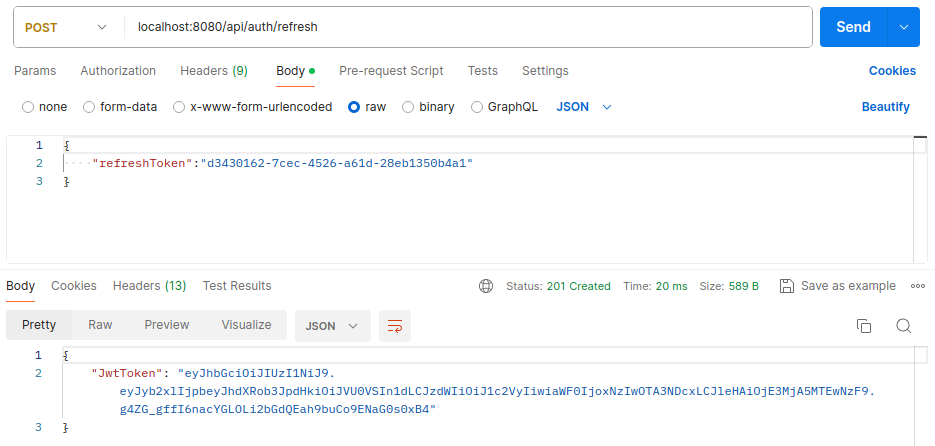 POST localhost:8080/api/auth/refresh Send
Params Authorization Headers (9) Body Pre-request Script Tests Settings Cookies
none form-data x-www-form-urlencoded raw binary GraphQL JSON Beautify
1 {
2 "refreshToken":"d3430162-7cec-4526-a61d-28eb1350b4a1"
3 }
Body Cookies Headers (13) Test Results Status: 201 Created Time: 20 ms Size: 589 B Save as example
Pretty Raw Preview Visualize JSON
1 {
2 "JwtToken": "eyJhbGciOiJIUzI1NiJ9.
eyJyb2xlIjpbeyJhdXRob3JpdHkiOiJVU0VSIn1dLCJzdWIiOiJ1c2VyIiwiaWF0IjoxNzIwOTA3NDcxLCJleHAiOjE3MjA5MTEwNzF9.
g4ZG_gffI6nacYGLOLi2bGdQEah9buCo9ENaG0s0xB4"
3 }